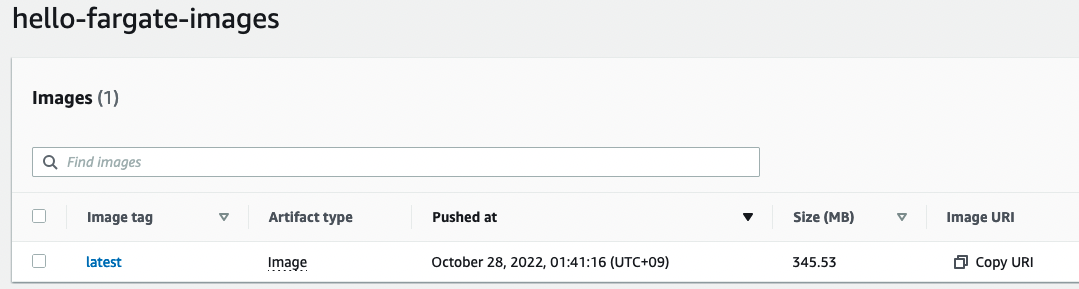 hello-fargate-images
Images (1)
Find images
Image tag Artifact type Pushed at Size (MB) Image URI
latest Image October 28, 2022, 01:41:16 (UTC+09) 345.53 Copy URI